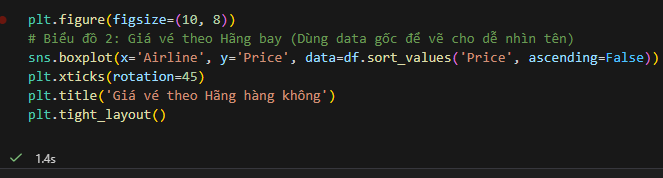 plt.figure(figsize=(10, 8))
# Biểu đồ 2: Giá vé theo Hãng bay (Dùng data gốc để vẽ cho dễ nhìn tên)
sns.boxplot(x='Airline', y='Price', data=df.sort_values('Price', ascending=False))
plt.xticks(rotation=45)
plt.title('Giá vé theo Hãng hàng không')
plt.tight_layout()
1.4s